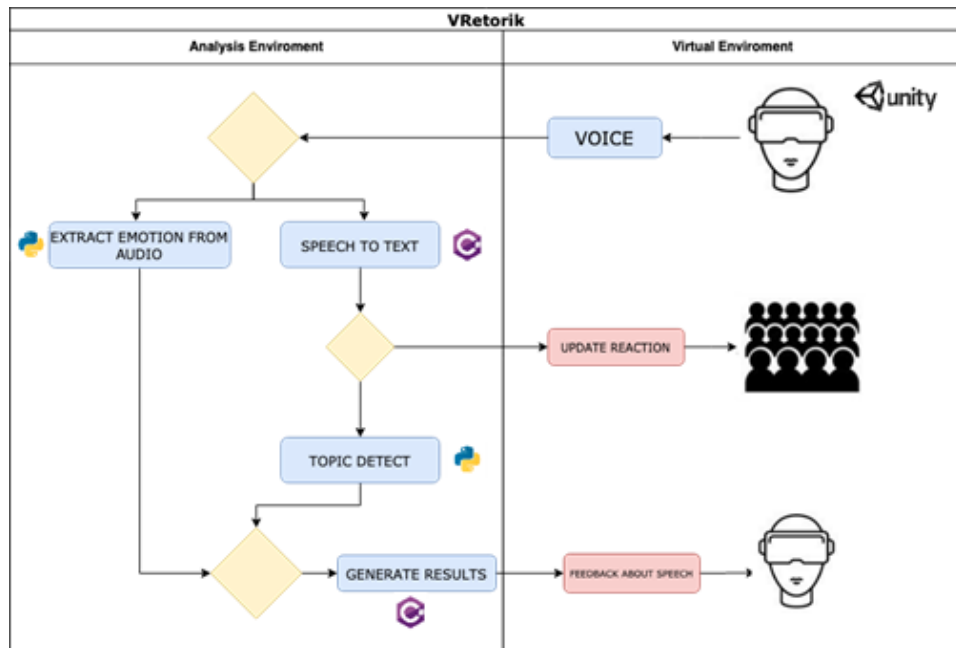 VRetorik
Analysis Enviroment
Virtual Enviroment
unity
VOICE
EXTRACT EMOTION FROM
AUDIO
SPEECH TO TEXT
C
UPDATE REACTION
TOPIC DETECT
GENERATE RESULTS
FEEDBACK ABOUT SPEECH
C